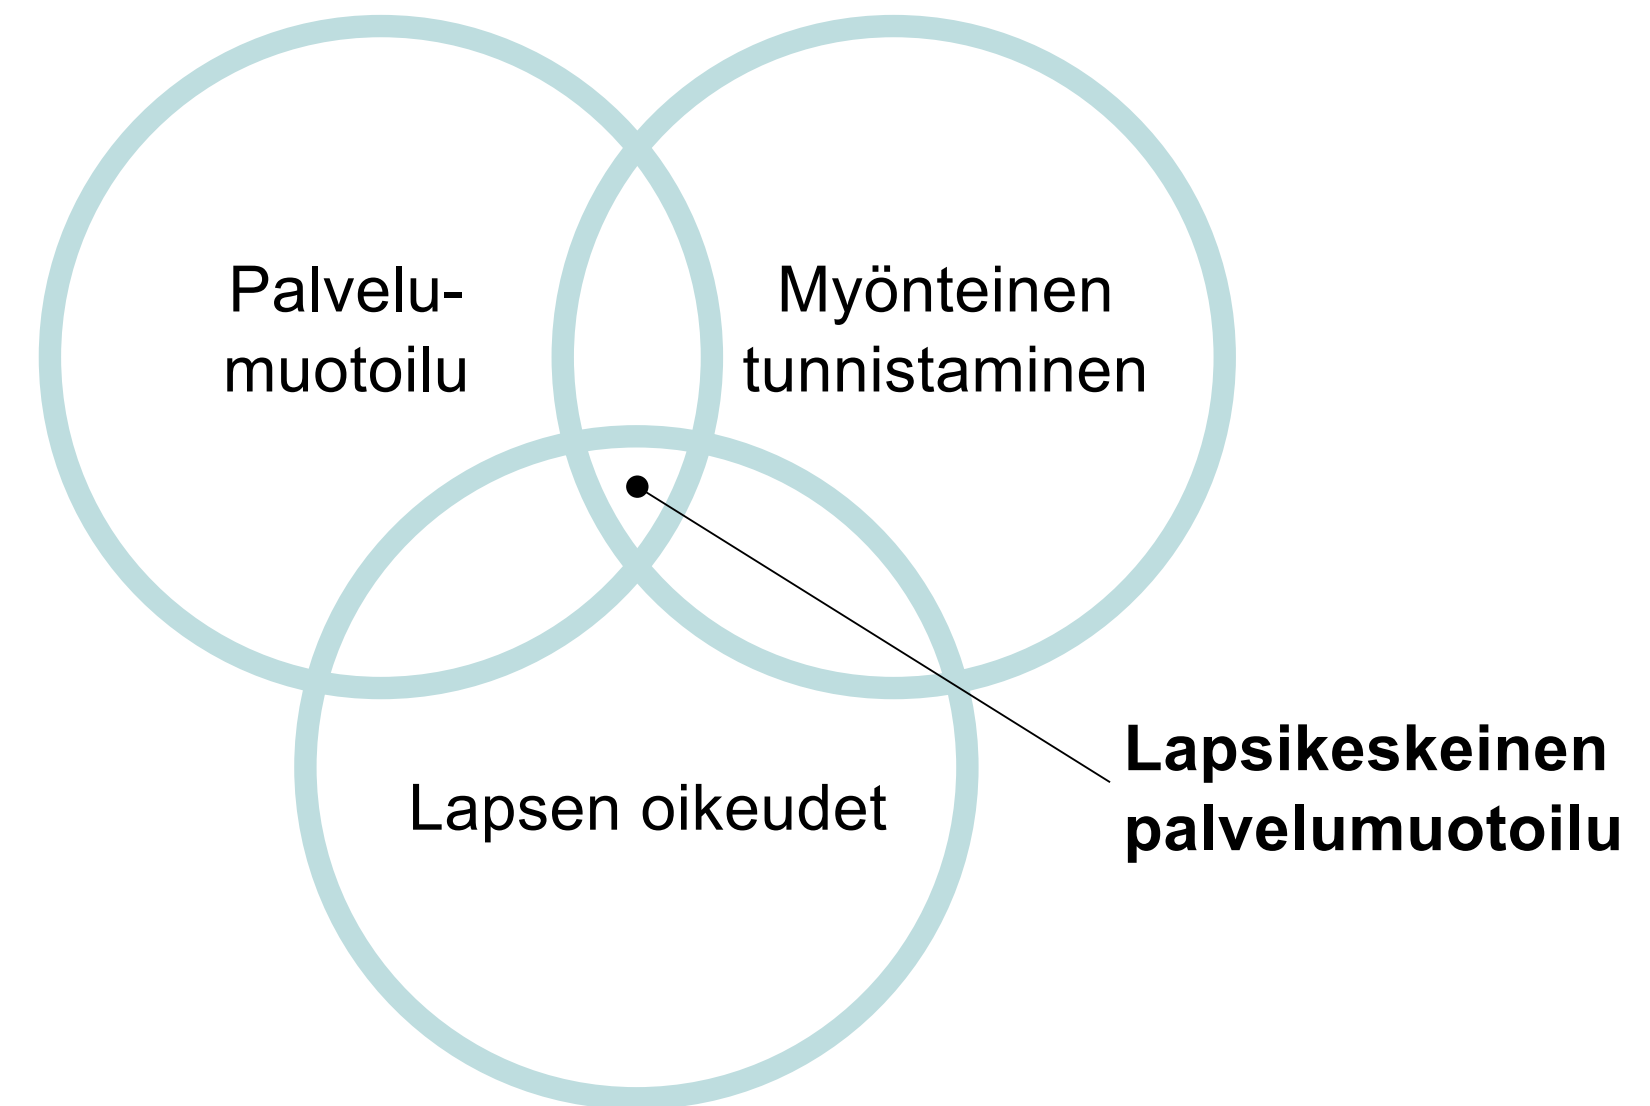 Palvelu-
muotoilu
Myönteinen
tunnistaminen
Lapsen oikeudet
Lapsikeskeinen
palvelumuotoilu